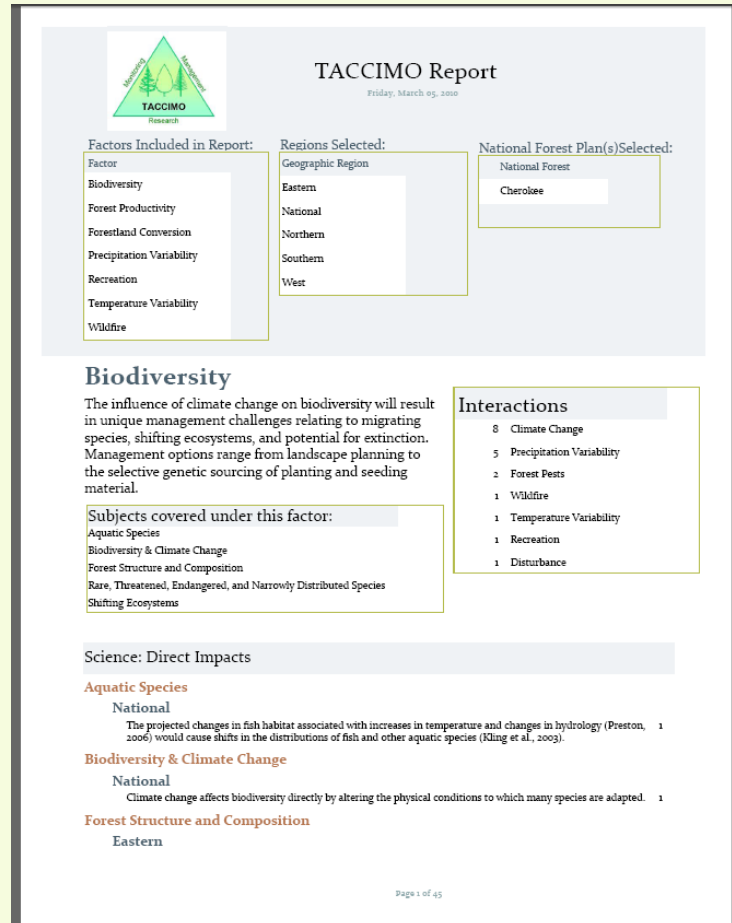 Monitoring
Management
TACCIMO
Research
TACCIMO Report
Friday, March 05, 2010
Factors Included in Report:
Factor
Biodiversity
Forest Productivity
Forestland Conversion
Precipitation Variability
Recreation
Temperature Variability
Wildfire
Regions Selected:
Geographic Region
Eastern
National
Northern
Southern
West
National Forest Plan(s)Selected:
National Forest
Cherokee
Biodiversity
The influence of climate change on biodiversity will result
in unique management challenges relating to migrating
species, shifting ecosystems, and potential for extinction.
Management options range from landscape planning to
the selective genetic sourcing of planting and seeding
material.
Interactions
8 Climate Change
5 Precipitation Variability
2 Forest Pests
1 Wildfire
1 Temperature Variability
1 Recreation
1 Disturbance
Subjects covered under this factor:
Aquatic Species
Biodiversity & Climate Change
Forest Structure and Composition
Rare, Threatened, Endangered, and Narrowly Distributed Species
Shifting Ecosystems
Science: Direct Impacts
Aquatic Species
National
The projected changes in fish habitat associated with increases in temperature and changes in hydrology (Preston, 1
2006) would cause shifts in the distributions of fish and other aquatic species (Kling et al., 2003).
Biodiversity & Climate Change
National
Climate change affects biodiversity directly by altering the physical conditions to which many species are adapted. 1
Forest Structure and Composition
Eastern
Page 1 of 45